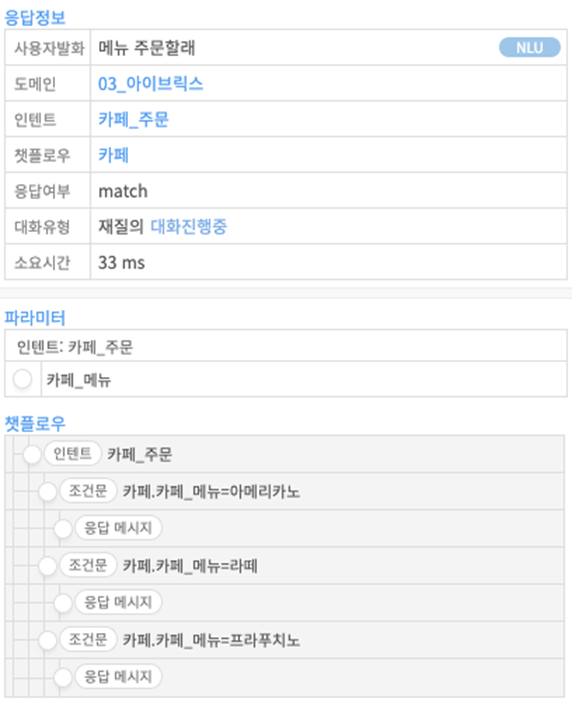 응답정보
사용자발화 메뉴 주문할래 NLU
도메인 03_아이브릭스
인텐트 카페_주문
챗플로우 카페
응답여부 match
대화유형 재질의 대화진행중
소요시간 33 ms
파라미터
인텐트: 카페_주문
카페_메뉴
챗플로우
인텐트 카페_주문
조건문 카페.카페_메뉴=아메리카노
응답 메시지
조건문 카페.카페_메뉴=라떼
응답 메시지
조건문 카페.카페_메뉴=프라푸치노
응답 메시지